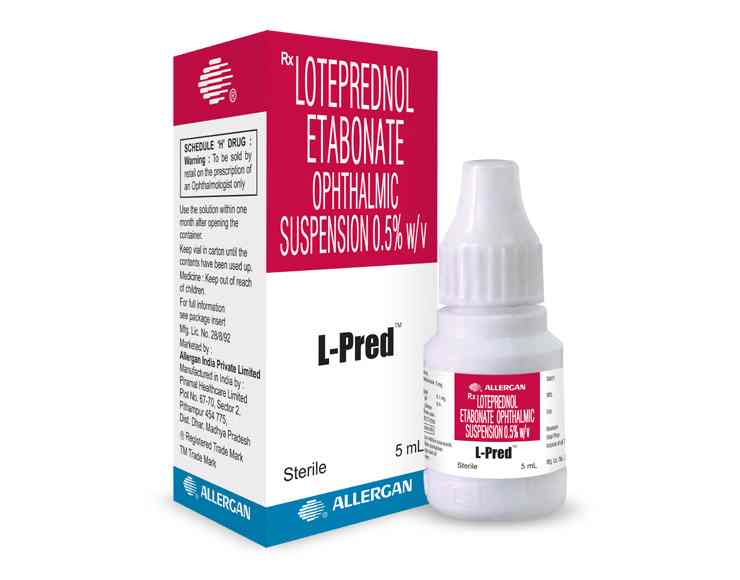 ®
SCHEDULE 'H' DRUG :
Warning : To be sold by
retail on the prescription of
an Ophthalmologist only
Use the solution within one
month after opening the
container.
Keep vial in carton until the
contents have been used up.
Medicine : Keep out of reach
of children
For full information
see package insert
Mfg. Lic. No. 28/8/92
Marketed by :
Allergan India Private Limited
Manufactured in India by :
Piramal Healthcare Limited
Plot No. 67-70, Sector 2,
Pithampur 454 775,
Dist. Dhar, Madhya Pradesh
® Registered Trade Mark
TM Trade Mark
ALLERGAN
Rx LOTEPREDNOL
ETABONATE
OPHTHALMIC
SUSPENSION 0.5% w/v
L-Pred™
Sterile 5 mL
ALLERGAN
ALLERGAN
Rx LOTEPREDNOL
ETABONATE OPHTHALMIC
SUSPENSION 0.5% w/v
L-Pred™
Sterile 5 mL